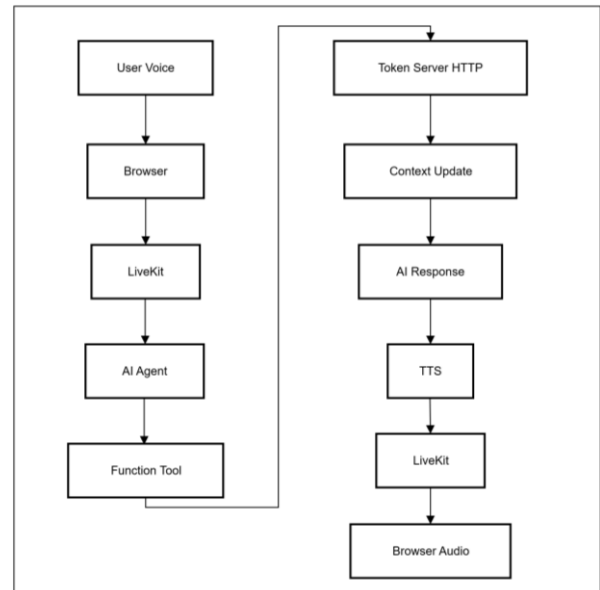 User Voice
Browser
LiveKit
AI Agent
Function Tool
Token Server HTTP
Context Update
AI Response
TTS
LiveKit
Browser Audio